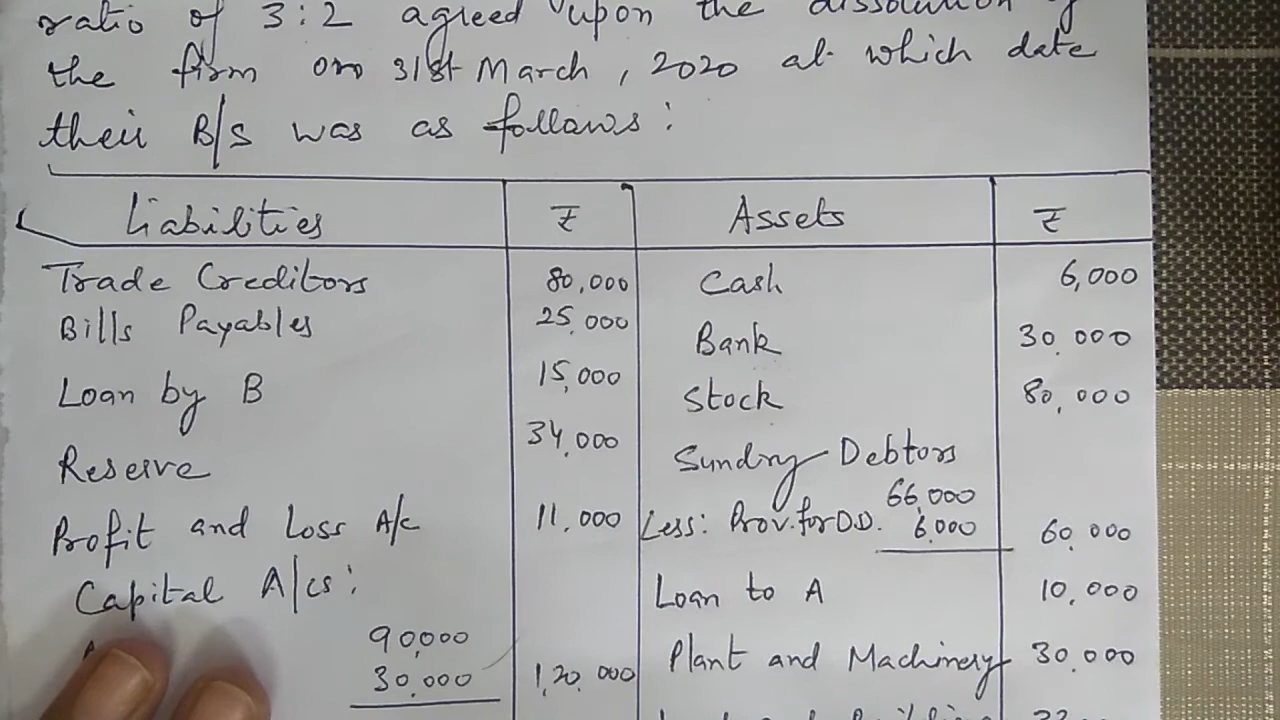 ratio of 3:2 agreed upon the dissolution of
the firm on 31st March, 2020 at which date
their B/s was as follows:
Liabilities ₹ Assets ₹
Trade Creditors 80,000 Cash 6,000
Bills Payables 25,000 Bank 30,000
Loan by B 15,000 Stock 80,000
Reserve 34,000 Sundry Debtors
66,000
Profit and Loss A/c 11,000 Less: Prov. for D.D. 6,000 60,000
Capital A/cs: Loan to A 10,000
90,000
30,000 1,20,000 Plant and Machinery 30,000